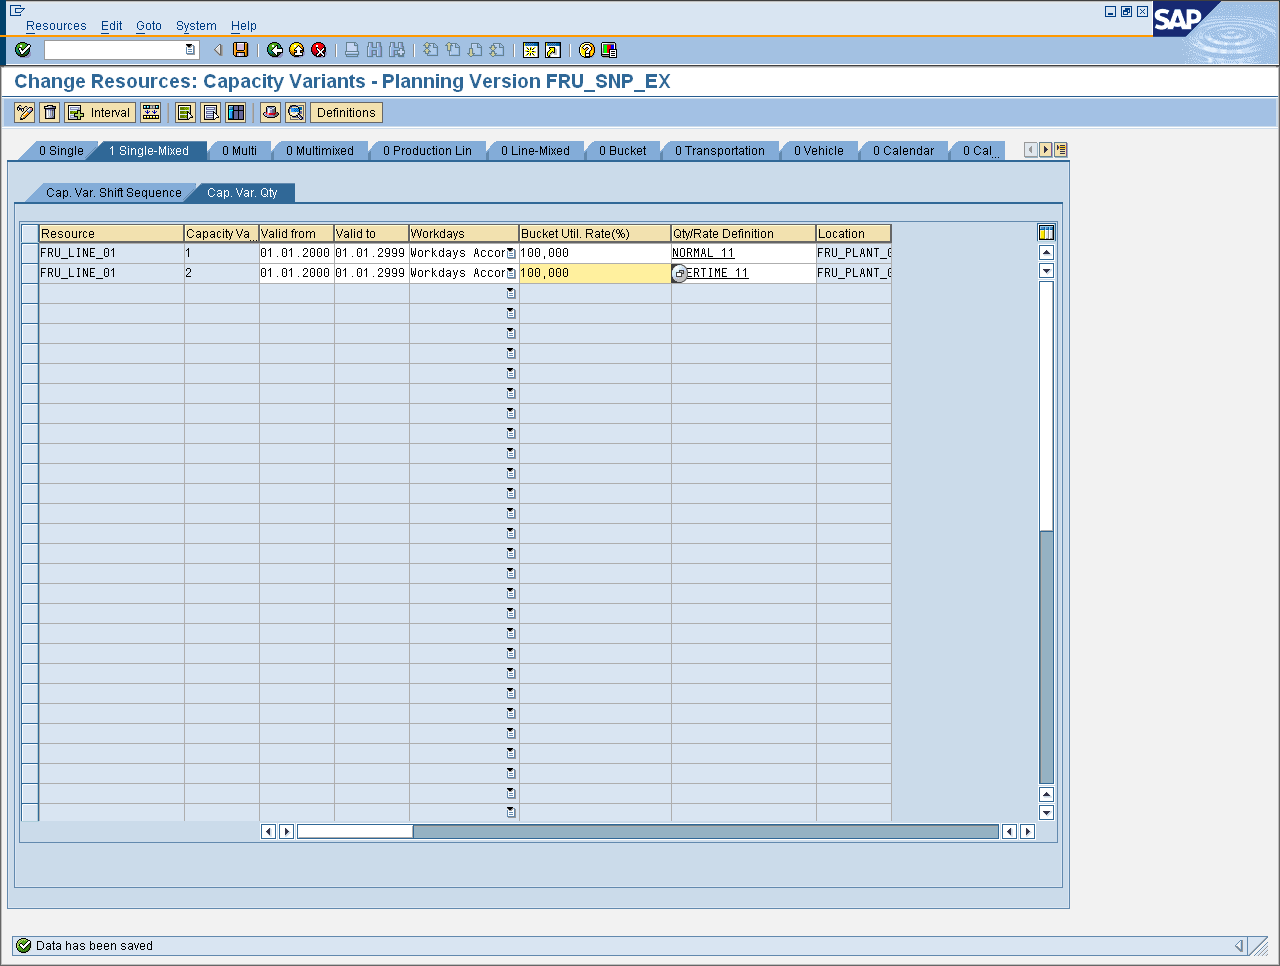 Resources Edit Goto System Help
SAP
Change Resources: Capacity Variants - Planning Version FRU_SNP_EX
Interval Definitions
0 Single 1 Single-Mixed 0 Multi 0 Multimixed 0 Production Lin 0 Line-Mixed 0 Bucket 0 Transportation 0 Vehicle 0 Calendar 0 Cal...
Cap. Var. Shift Sequence Cap. Var. Qty
Resource Capacity Va... Valid from Valid to Workdays Bucket Util. Rate(%) Qty/Rate Definition Location
FRU_LINE_01 1 01.01.2000 01.01.2999 Workdays Accor 100,000 NORMAL_11 FRU_PLANT_0
FRU_LINE_01 2 01.01.2000 01.01.2999 Workdays Accor 100,000 ERTIME_11 FRU_PLANT_0
Data has been saved